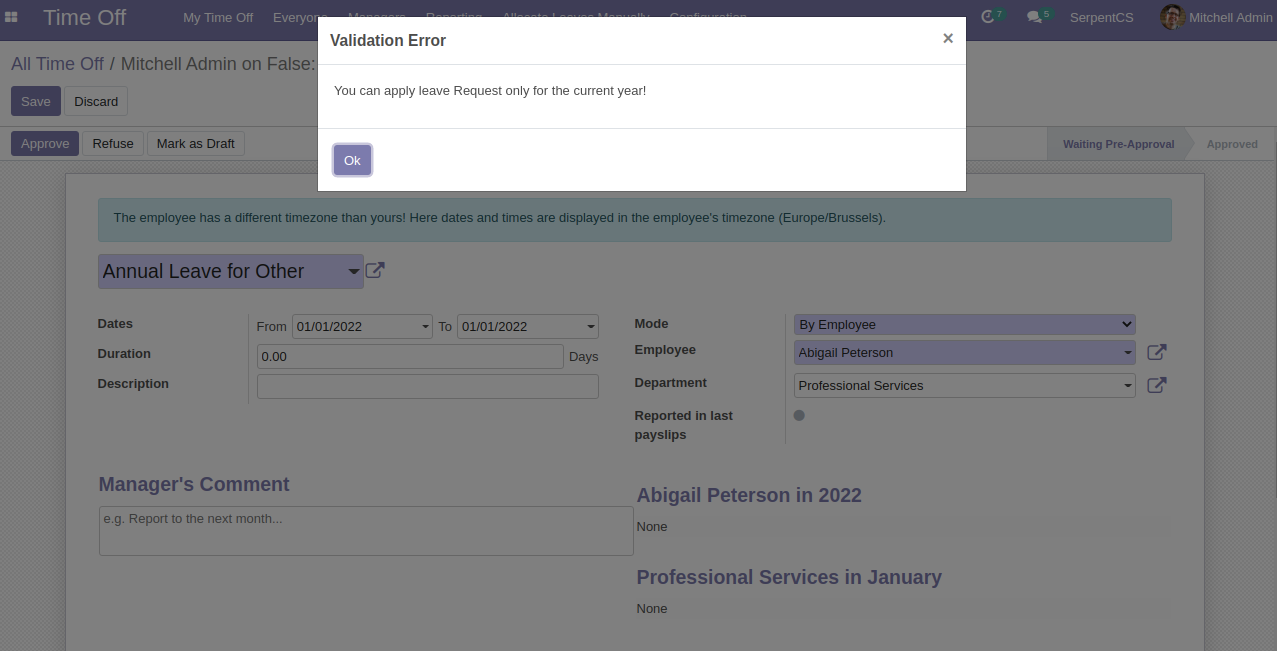 Time Off
My Time Off Everyone Managers Reporting Allocate Leaves Manually Configuration
7 5 SerpentCS Mitchell Admin
All Time Off / Mitchell Admin on False:
Save Discard
Approve Refuse Mark as Draft
Waiting Pre-Approval Approved
Validation Error ×
You can apply leave Request only for the current year!
Ok
The employee has a different timezone than yours! Here dates and times are displayed in the employee's timezone (Europe/Brussels).
Annual Leave for Other
Dates From 01/01/2022 To 01/01/2022
Duration 0.00 Days
Description
Mode By Employee
Employee Abigail Peterson
Department Professional Services
Reported in last
payslips
Manager's Comment
e.g. Report to the next month...
Abigail Peterson in 2022
None
Professional Services in January
None